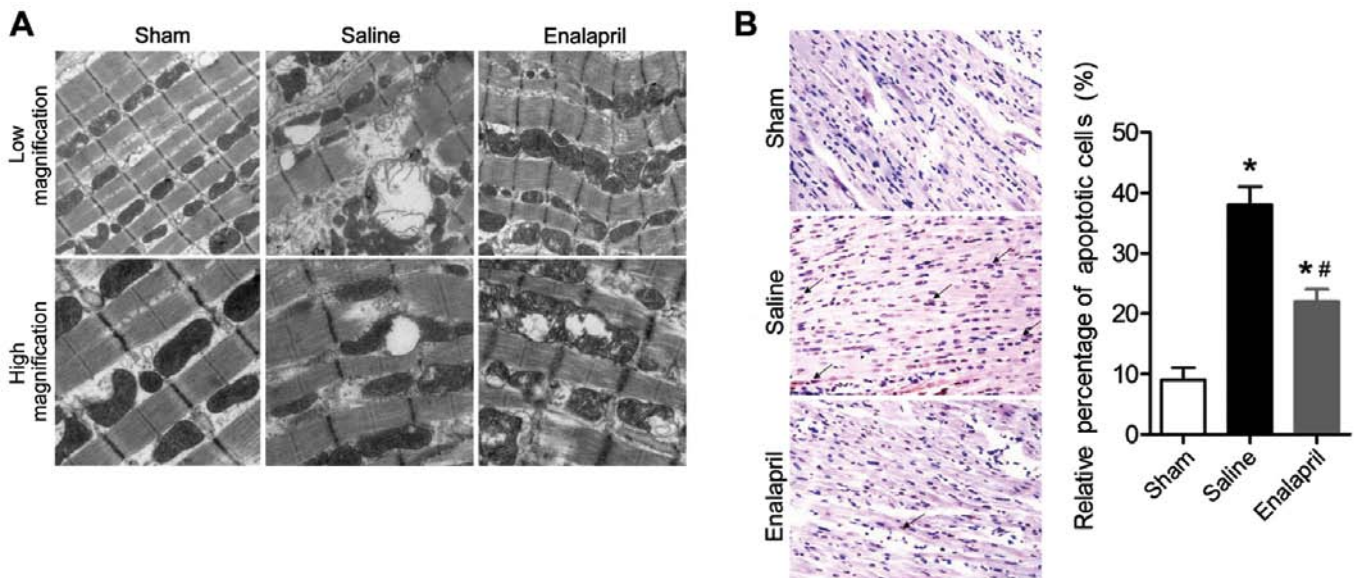 A
Sham Saline Enalapril
Low
magnification
High
magnification
B
Sham
Saline
Enalapril
Relative percentage of apoptotic cells (%)
50
40
30
20
10
0
*
* #
Sham
Saline
Enalapril